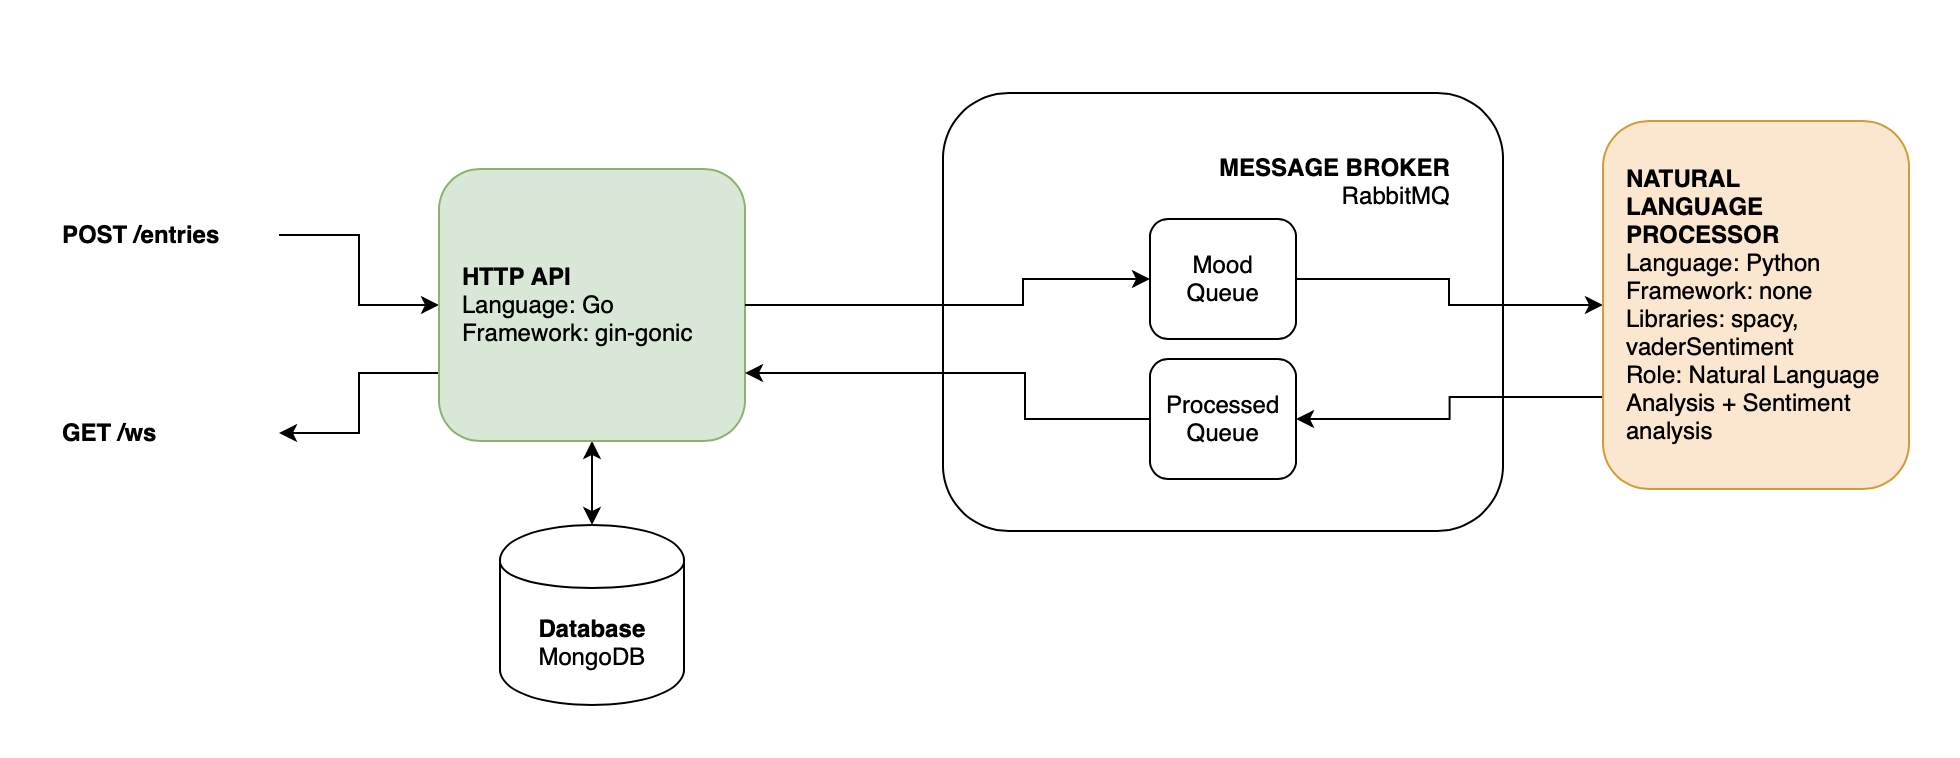 POST /entries
GET /ws
HTTP API
Language: Go
Framework: gin-gonic
Database
MongoDB
MESSAGE BROKER
RabbitMQ
Mood
Queue
Processed
Queue
NATURAL
LANGUAGE
PROCESSOR
Language: Python
Framework: none
Libraries: spacy,
vaderSentiment
Role: Natural Language
Analysis + Sentiment
analysis